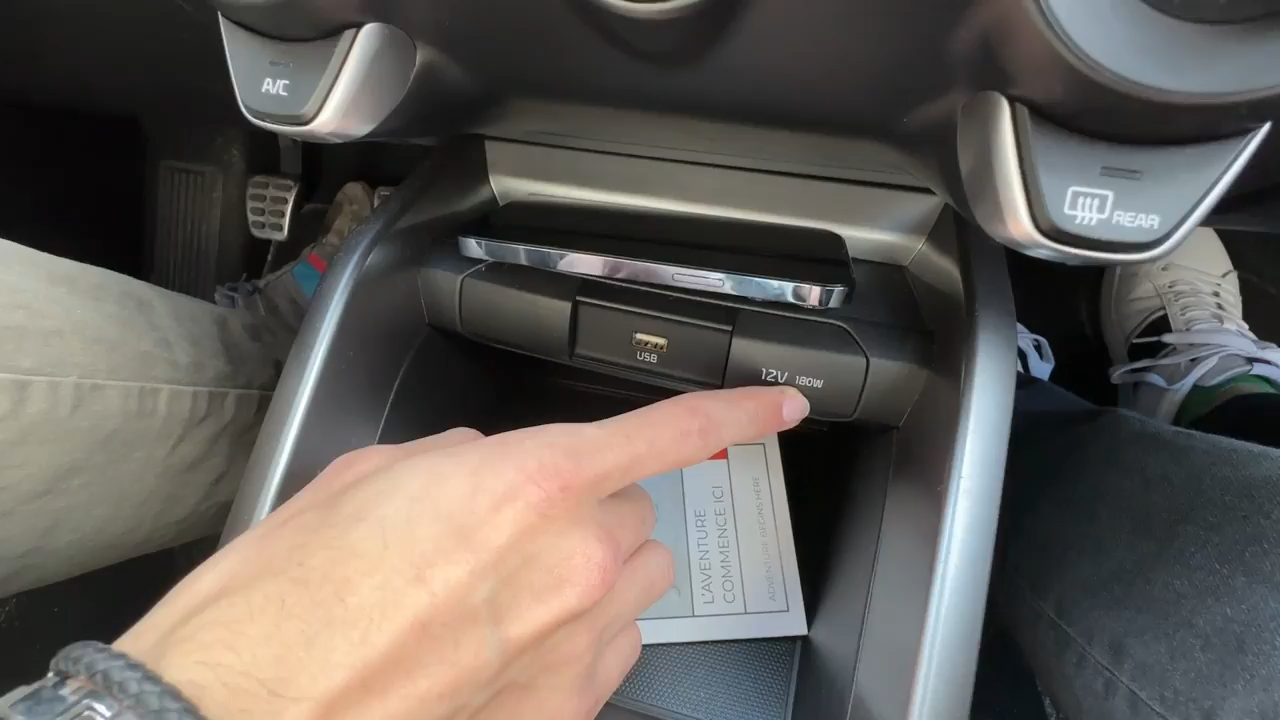 A/C
REAR
USB
12V 180W
L'AVENTURE
COMMENCE ICI
ADVENTURE BEGINS HERE